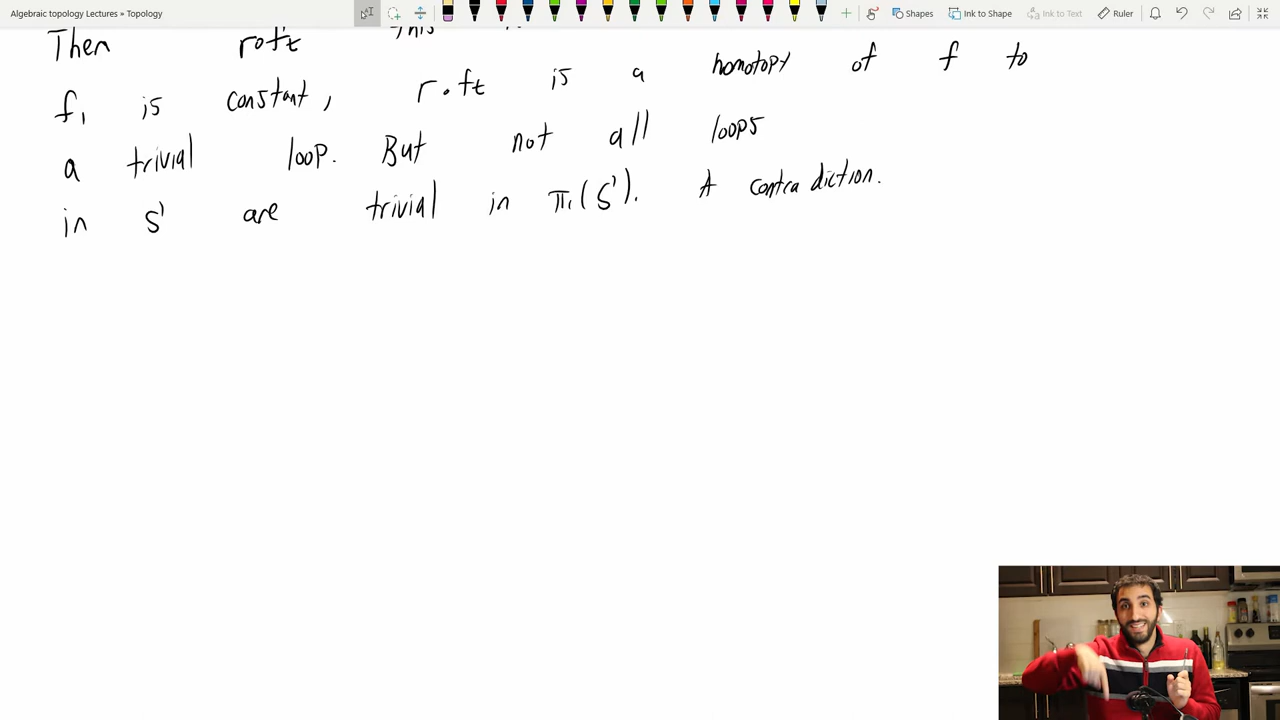 Algebraic topology Lectures » Topology
Shapes Ink to Shape Ink to Text Ruler
Then r∘fₜ this
f₁ is constant, r∘fₜ is a homotopy of f to
a trivial loop. But not all loops
in S¹ are trivial in π₁(S¹). A contradiction.